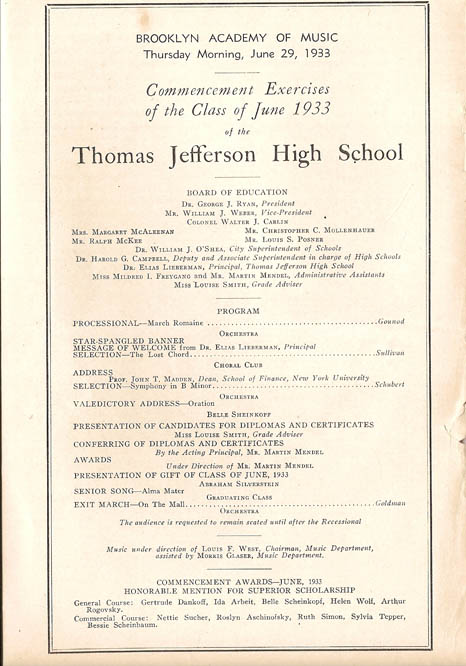 BROOKLYN ACADEMY OF MUSIC
Thursday Morning, June 29, 1933
Commencement Exercises
of the Class of June 1933
of the
Thomas Jefferson High School
BOARD OF EDUCATION
Dr. George J. Ryan, President
Mr. William J. Weber, Vice-President
Colonel Walter J. Carlin
Mrs. Margaret McAleenan Mr. Christopher C. Mollenhauer
Mr. Ralph McKee Mr. Louis S. Posner
Dr. William J. O'Shea, City Superintendent of Schools
Dr. Harold G. Campbell, Deputy and Associate Superintendent in charge of High Schools
Dr. Elias Lieberman, Principal, Thomas Jefferson High School
Miss Mildred I. Freygang and Mr. Martin Mendel, Administrative Assistants
Miss Louise Smith, Grade Adviser
PROGRAM
PROCESSIONAL—March Romaine Gounod
Orchestra
STAR-SPANGLED BANNER
MESSAGE OF WELCOME from Dr. Elias Lieberman, Principal
SELECTION—The Lost Chord Sullivan
Choral Club
ADDRESS
Prof. John T. Madden, Dean, School of Finance, New York University
SELECTION—Symphony in B Minor Schubert
Orchestra
VALEDICTORY ADDRESS—Oration
Belle Sheinkopf
PRESENTATION OF CANDIDATES FOR DIPLOMAS AND CERTIFICATES
Miss Louise Smith, Grade Adviser
CONFERRING OF DIPLOMAS AND CERTIFICATES
By the Acting Principal, Mr. Martin Mendel
AWARDS
Under Direction of Mr. Martin Mendel
PRESENTATION OF GIFT OF CLASS OF JUNE, 1933
Abraham Silverstein
SENIOR SONG—Alma Mater
Graduating Class
EXIT MARCH—On The Mall Goldman
Orchestra
The audience is requested to remain seated until after the Recessional
Music under direction of Louis F. West, Chairman, Music Department,
assisted by Morris Glaser, Music Department.
COMMENCEMENT AWARDS—JUNE, 1933
HONORABLE MENTION FOR SUPERIOR SCHOLARSHIP
General Course: Gertrude Dankoff, Ida Arbeit, Belle Scheinkopf, Helen Wolf, Arthur
Rogovsky.
Commercial Course: Nettie Sucher, Roslyn Aschinofsky, Ruth Simon, Sylvia Tepper,
Bessie Scheinbaum.